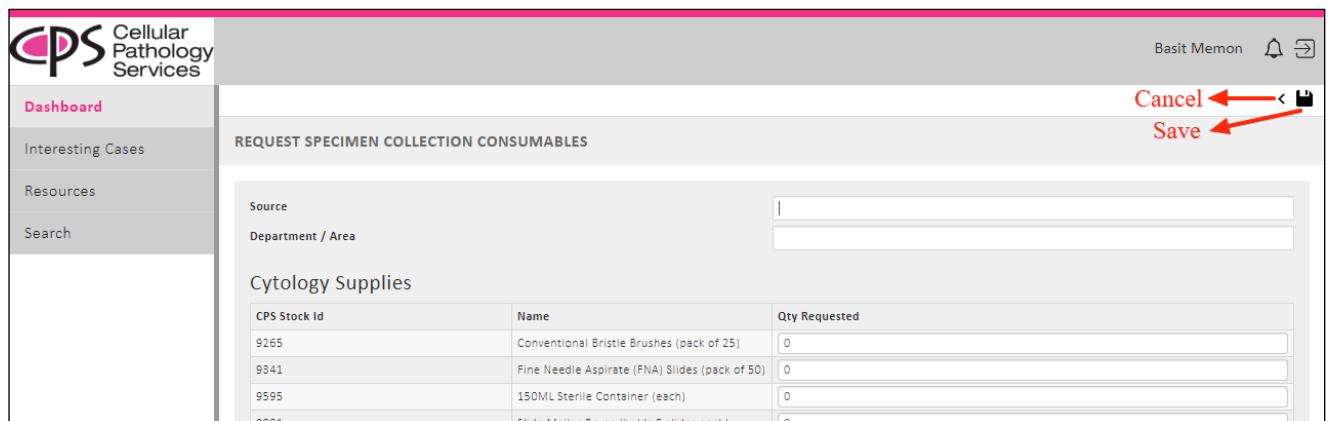 CPS Cellular
Pathology
Services
Basit Memon
Dashboard
Cancel
Save
Interesting Cases
Resources
Search
REQUEST SPECIMEN COLLECTION CONSUMABLES
Source
Department / Area
Cytology Supplies
CPS Stock Id Name Qty Requested
9265 Conventional Bristle Brushes (pack of 25) 0
9341 Fine Needle Aspirate (FNA) Slides (pack of 50) 0
9595 150ML Sterile Container (each) 0